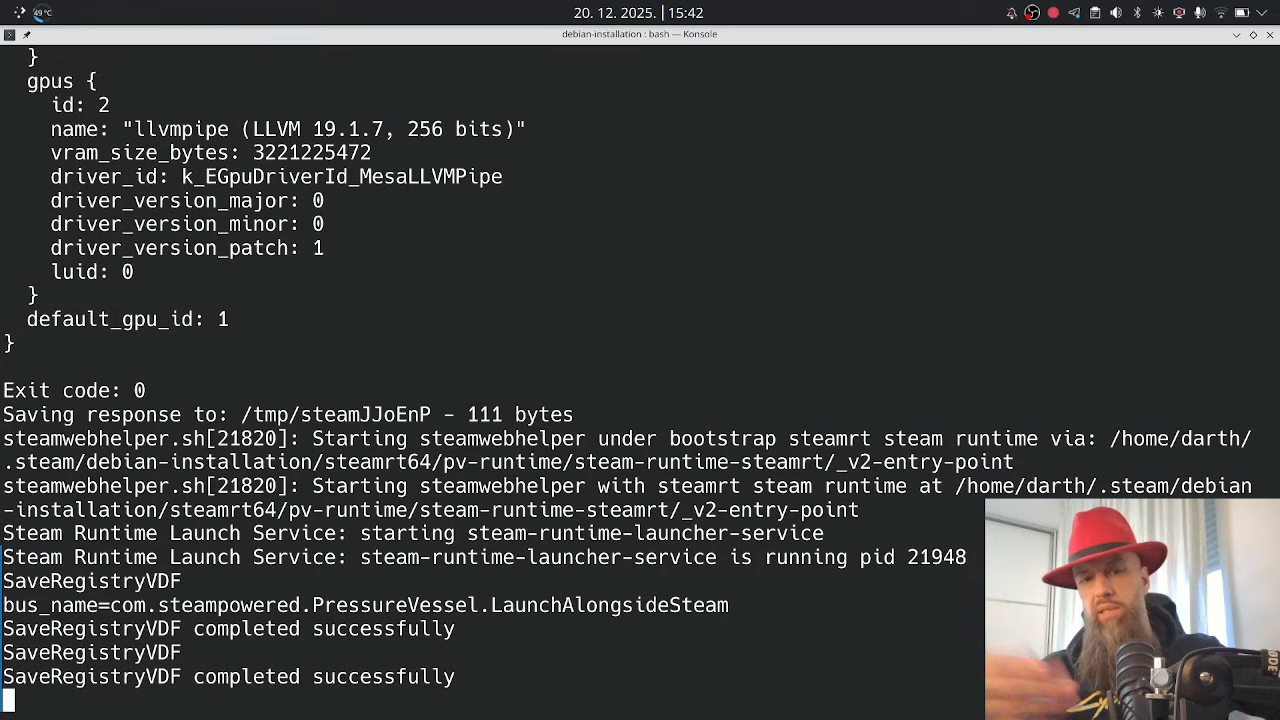 49 °C
20. 12. 2025. | 15:42
debian-installation : bash — Konsole
}
gpus {
id: 2
name: "llvmpipe (LLVM 19.1.7, 256 bits)"
vram_size_bytes: 3221225472
driver_id: k_EGpuDriverId_MesaLLVMPipe
driver_version_major: 0
driver_version_minor: 0
driver_version_patch: 1
luid: 0
}
default_gpu_id: 1
}
Exit code: 0
Saving response to: /tmp/steamJJoEnP - 111 bytes
steamwebhelper.sh[21820]: Starting steamwebhelper under bootstrap steamrt steam runtime via: /home/darth/
.steam/debian-installation/steamrt64/pv-runtime/steam-runtime-steamrt/_v2-entry-point
steamwebhelper.sh[21820]: Starting steamwebhelper with steamrt steam runtime at /home/darth/.steam/debian
-installation/steamrt64/pv-runtime/steam-runtime-steamrt/_v2-entry-point
Steam Runtime Launch Service: starting steam-runtime-launcher-service
Steam Runtime Launch Service: steam-runtime-launcher-service is running pid 21948
SaveRegistryVDF
bus_name=com.steampowered.PressureVessel.LaunchAlongsideSteam
SaveRegistryVDF completed successfully
SaveRegistryVDF
SaveRegistryVDF completed successfully